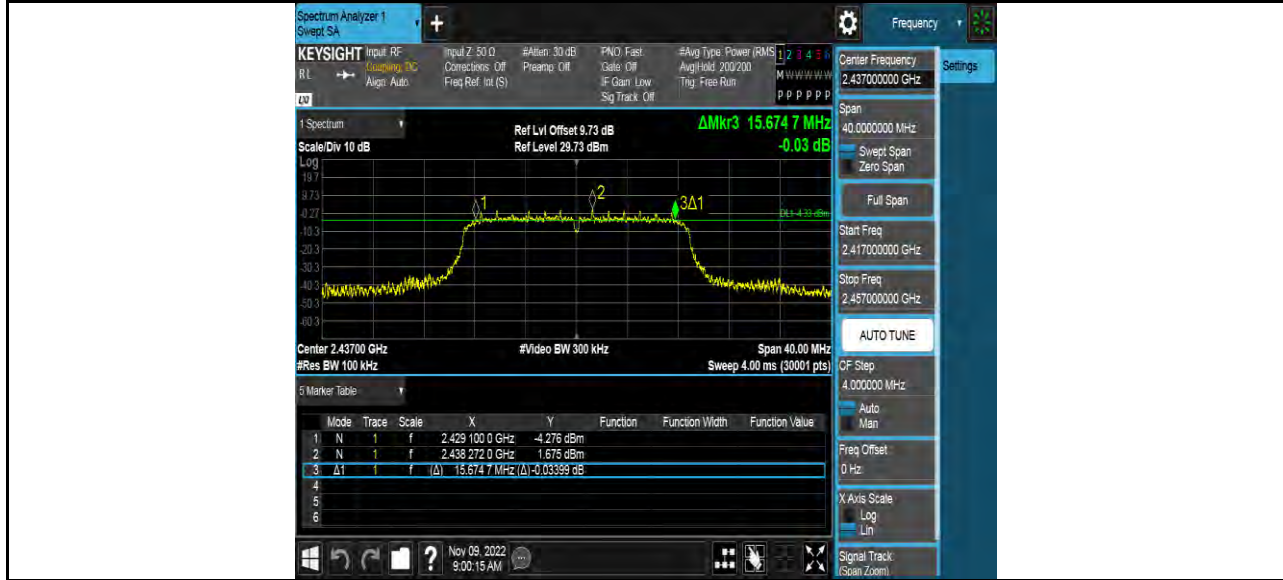 Spectrum Analyzer 1
Swept SA
+
Frequency
KEYSIGHT Input: RF Input Z: 50 Ω #Atten: 30 dB PNO: Fast #Avg Type: Power (RMS 1 2 3 4 5 6
RL Coupling: DC Corrections: Off Preamp: Off Gate: Off Avg|Hold: 200/200 M W W W W W
Align: Auto Freq Ref: Int (S) IF Gain: Low Trig: Free Run
Sig Track: Off P P P P P P
1 Spectrum
Scale/Div 10 dB
Ref Lvl Offset 9.73 dB
Ref Level 29.73 dBm
ΔMkr3 15.674 7 MHz
-0.03 dB
Log
19.7
9.73
-0.27
-10.3
-20.3
-30.3
-40.3
-50.3
-60.3
1
2
3Δ1
DL1 -4.33 dBm
Center 2.43700 GHz #Video BW 300 kHz Span 40.00 MHz
#Res BW 100 kHz Sweep 4.00 ms (30001 pts)
5 Marker Table
Mode Trace Scale X Y Function Function Width Function Value
1 N 1 f 2.429 100 0 GHz -4.276 dBm
2 N 1 f 2.438 272 0 GHz 1.675 dBm
3 Δ1 1 f (Δ) 15.674 7 MHz (Δ) -0.03399 dB
4
5
6
?
Nov 09, 2022
9:00:15 AM
Settings
Center Frequency
2.437000000 GHz
Span
40.0000000 MHz
Swept Span
Zero Span
Full Span
Start Freq
2.417000000 GHz
Stop Freq
2.457000000 GHz
AUTO TUNE
CF Step
4.000000 MHz
Auto
Man
Freq Offset
0 Hz
X Axis Scale
Log
Lin
Signal Track
(Span Zoom)